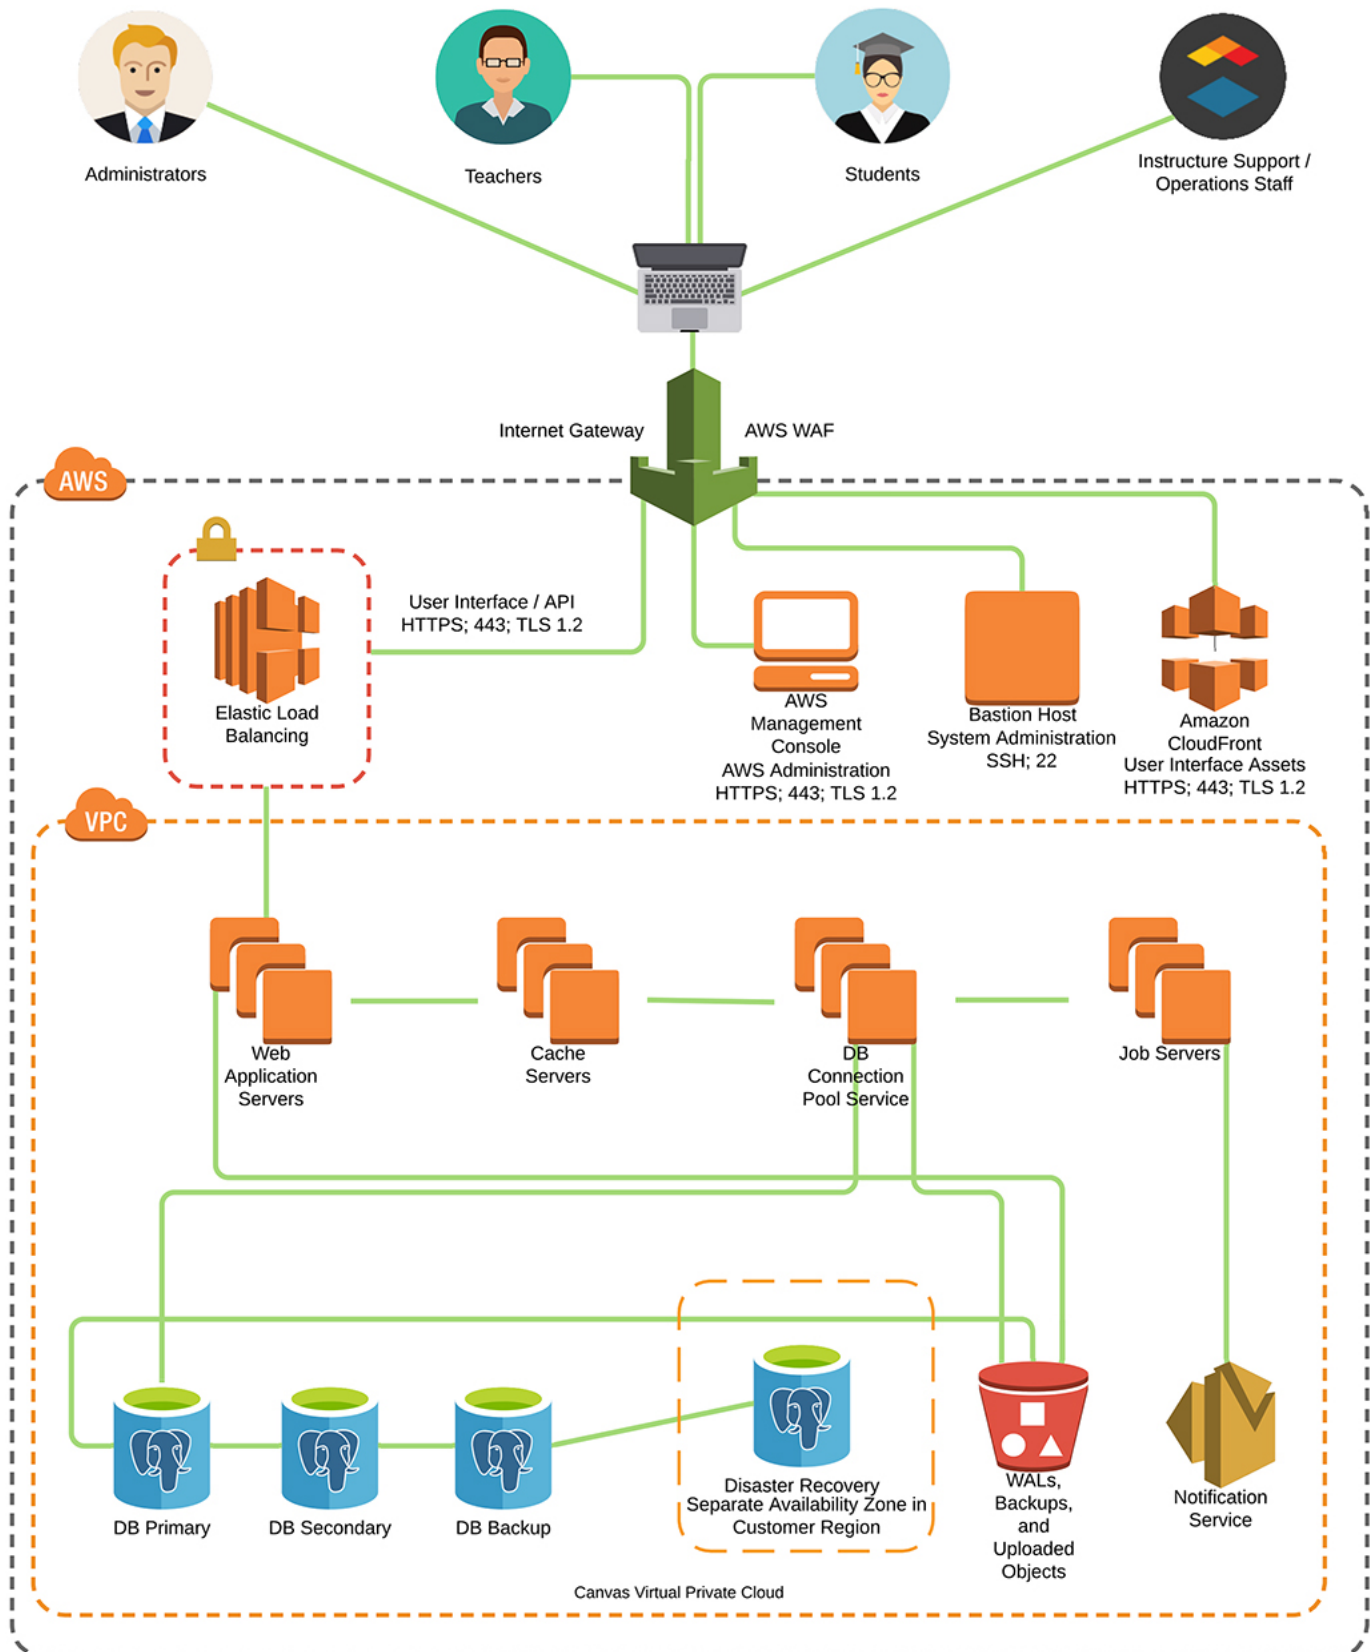 Administrators
Teachers
Students
Instructure Support /
Operations Staff
Internet Gateway
AWS WAF
AWS
User Interface / API
HTTPS; 443; TLS 1.2
Elastic Load
Balancing
AWS
Management
Console
AWS Administration
HTTPS; 443; TLS 1.2
Bastion Host
System Administration
SSH; 22
Amazon
CloudFront
User Interface Assets
HTTPS; 443; TLS 1.2
VPC
Web
Application
Servers
Cache
Servers
DB
Connection
Pool Service
Job Servers
DB Primary
DB Secondary
DB Backup
Disaster Recovery
Separate Availability Zone in
Customer Region
WALs,
Backups,
and
Uploaded
Objects
Notification
Service
Canvas Virtual Private Cloud